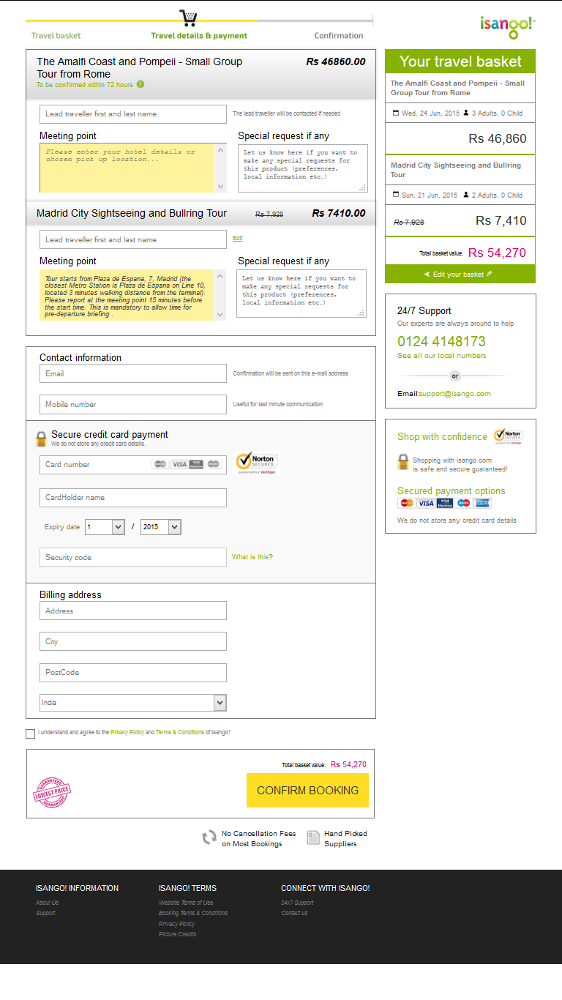 isango!
Travel basket
Travel details & payment
Confirmation
The Amalfi Coast and Pompeii - Small Group
Tour from Rome
Rs 46860.00
To be confirmed within 72 hours ?
Lead traveller first and last name
The lead traveller will be contacted if needed
Meeting point
Special request if any
Please enter your hotel details or
chosen pick up location...
Let us know here if you want to
make any special requests for
this product (preferences,
local information etc.)
Madrid City Sightseeing and Bullring Tour
Rs 7,928
Rs 7410.00
Lead traveller first and last name
Edit
Meeting point
Special request if any
Tour starts from Plaza de Espana, 7, Madrid (the
closest Metro Station is Plaza de Espana on Line 10,
located 3 minutes walking distance from the terminal).
Please report at the meeting point 15 minutes before
the start time. This is mandatory to allow time for
pre-departure briefing .
Let us know here if you want to
make any special requests for
this product (preferences,
local information etc.)
Contact information
Email
Confirmation will be sent on this e-mail address
Mobile number
Useful for last minute communication
Secure credit card payment
We do not store any credit card details.
Card number
VISA
Norton
SECURED
powered by VeriSign
CardHolder name
Expiry date
1
/
2015
Security code
What is this?
Billing address
Address
City
PostCode
India
I understand and agree to the Privacy Policy and Terms & Conditions of Isango!
Total basket value: Rs 54,270
GUARANTEED
LOWEST PRICE
GUARANTEED
CONFIRM BOOKING
No Cancellation Fees
on Most Bookings
Hand Picked
Suppliers
Your travel basket
The Amalfi Coast and Pompeii - Small
Group Tour from Rome
Wed, 24 Jun, 2015 3 Adults, 0 Child
Rs 46,860
Madrid City Sightseeing and Bullring
Tour
Sun, 21 Jun, 2015 2 Adults, 0 Child
Rs 7,928
Rs 7,410
Total basket value: Rs 54,270
Edit your basket
24/7 Support
Our experts are always around to help
0124 4148173
See all our local numbers
or
Email:support@isango.com
Shop with confidence
Norton
SECURED
powered by VeriSign
Shopping with isango.com
is safe and secure guaranteed!
Secured payment options
VISA
VISA
Electron
We do not store any credit card details
ISANGO! INFORMATION
About Us
Support
ISANGO! TERMS
Website Terms of Use
Booking Terms & Conditions
Privacy Policy
Picture Credits
CONNECT WITH ISANGO!
24x7 Support
Contact us